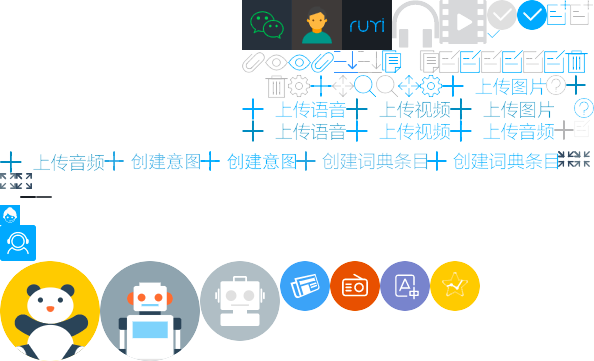 ruyi
上传图片
上传语音 上传视频 上传图片
上传语音 上传视频 上传音频
上传音频 创建意图 创建意图 创建词典条目 创建词典条目
A中